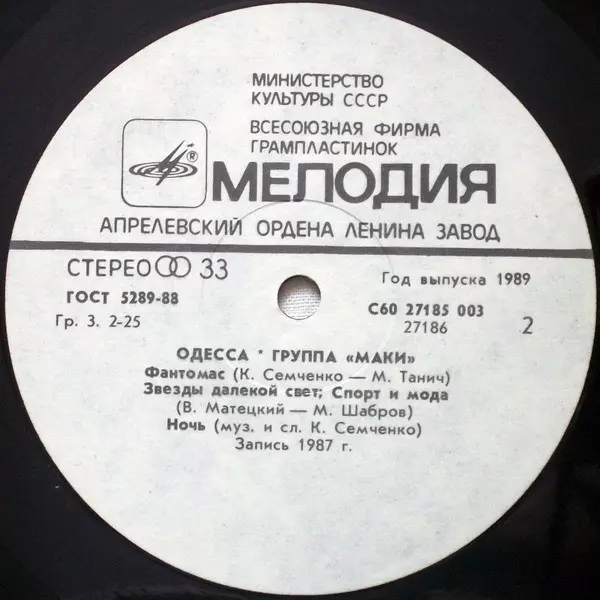 МИНИСТЕРСТВО
КУЛЬТУРЫ СССР
ВСЕСОЮЗНАЯ ФИРМА
ГРАМПЛАСТИНОК
®
МЕЛОДИЯ
АПРЕЛЕВСКИЙ ОРДЕНА ЛЕНИНА ЗАВОД
СТЕРЕО 33
Год выпуска 1989
ГОСТ 5289-88
С60 27185 003
Гр. 3. 2-25
27186
2
ОДЕССА * ГРУППА «МАКИ»
Фантомас (К. Семченко — М. Танич)
Звезды далекой свет; Спорт и мода
(В. Матецкий — М. Шабров)
Ночь (муз. и сл. К. Семченко)
Запись 1987 г.